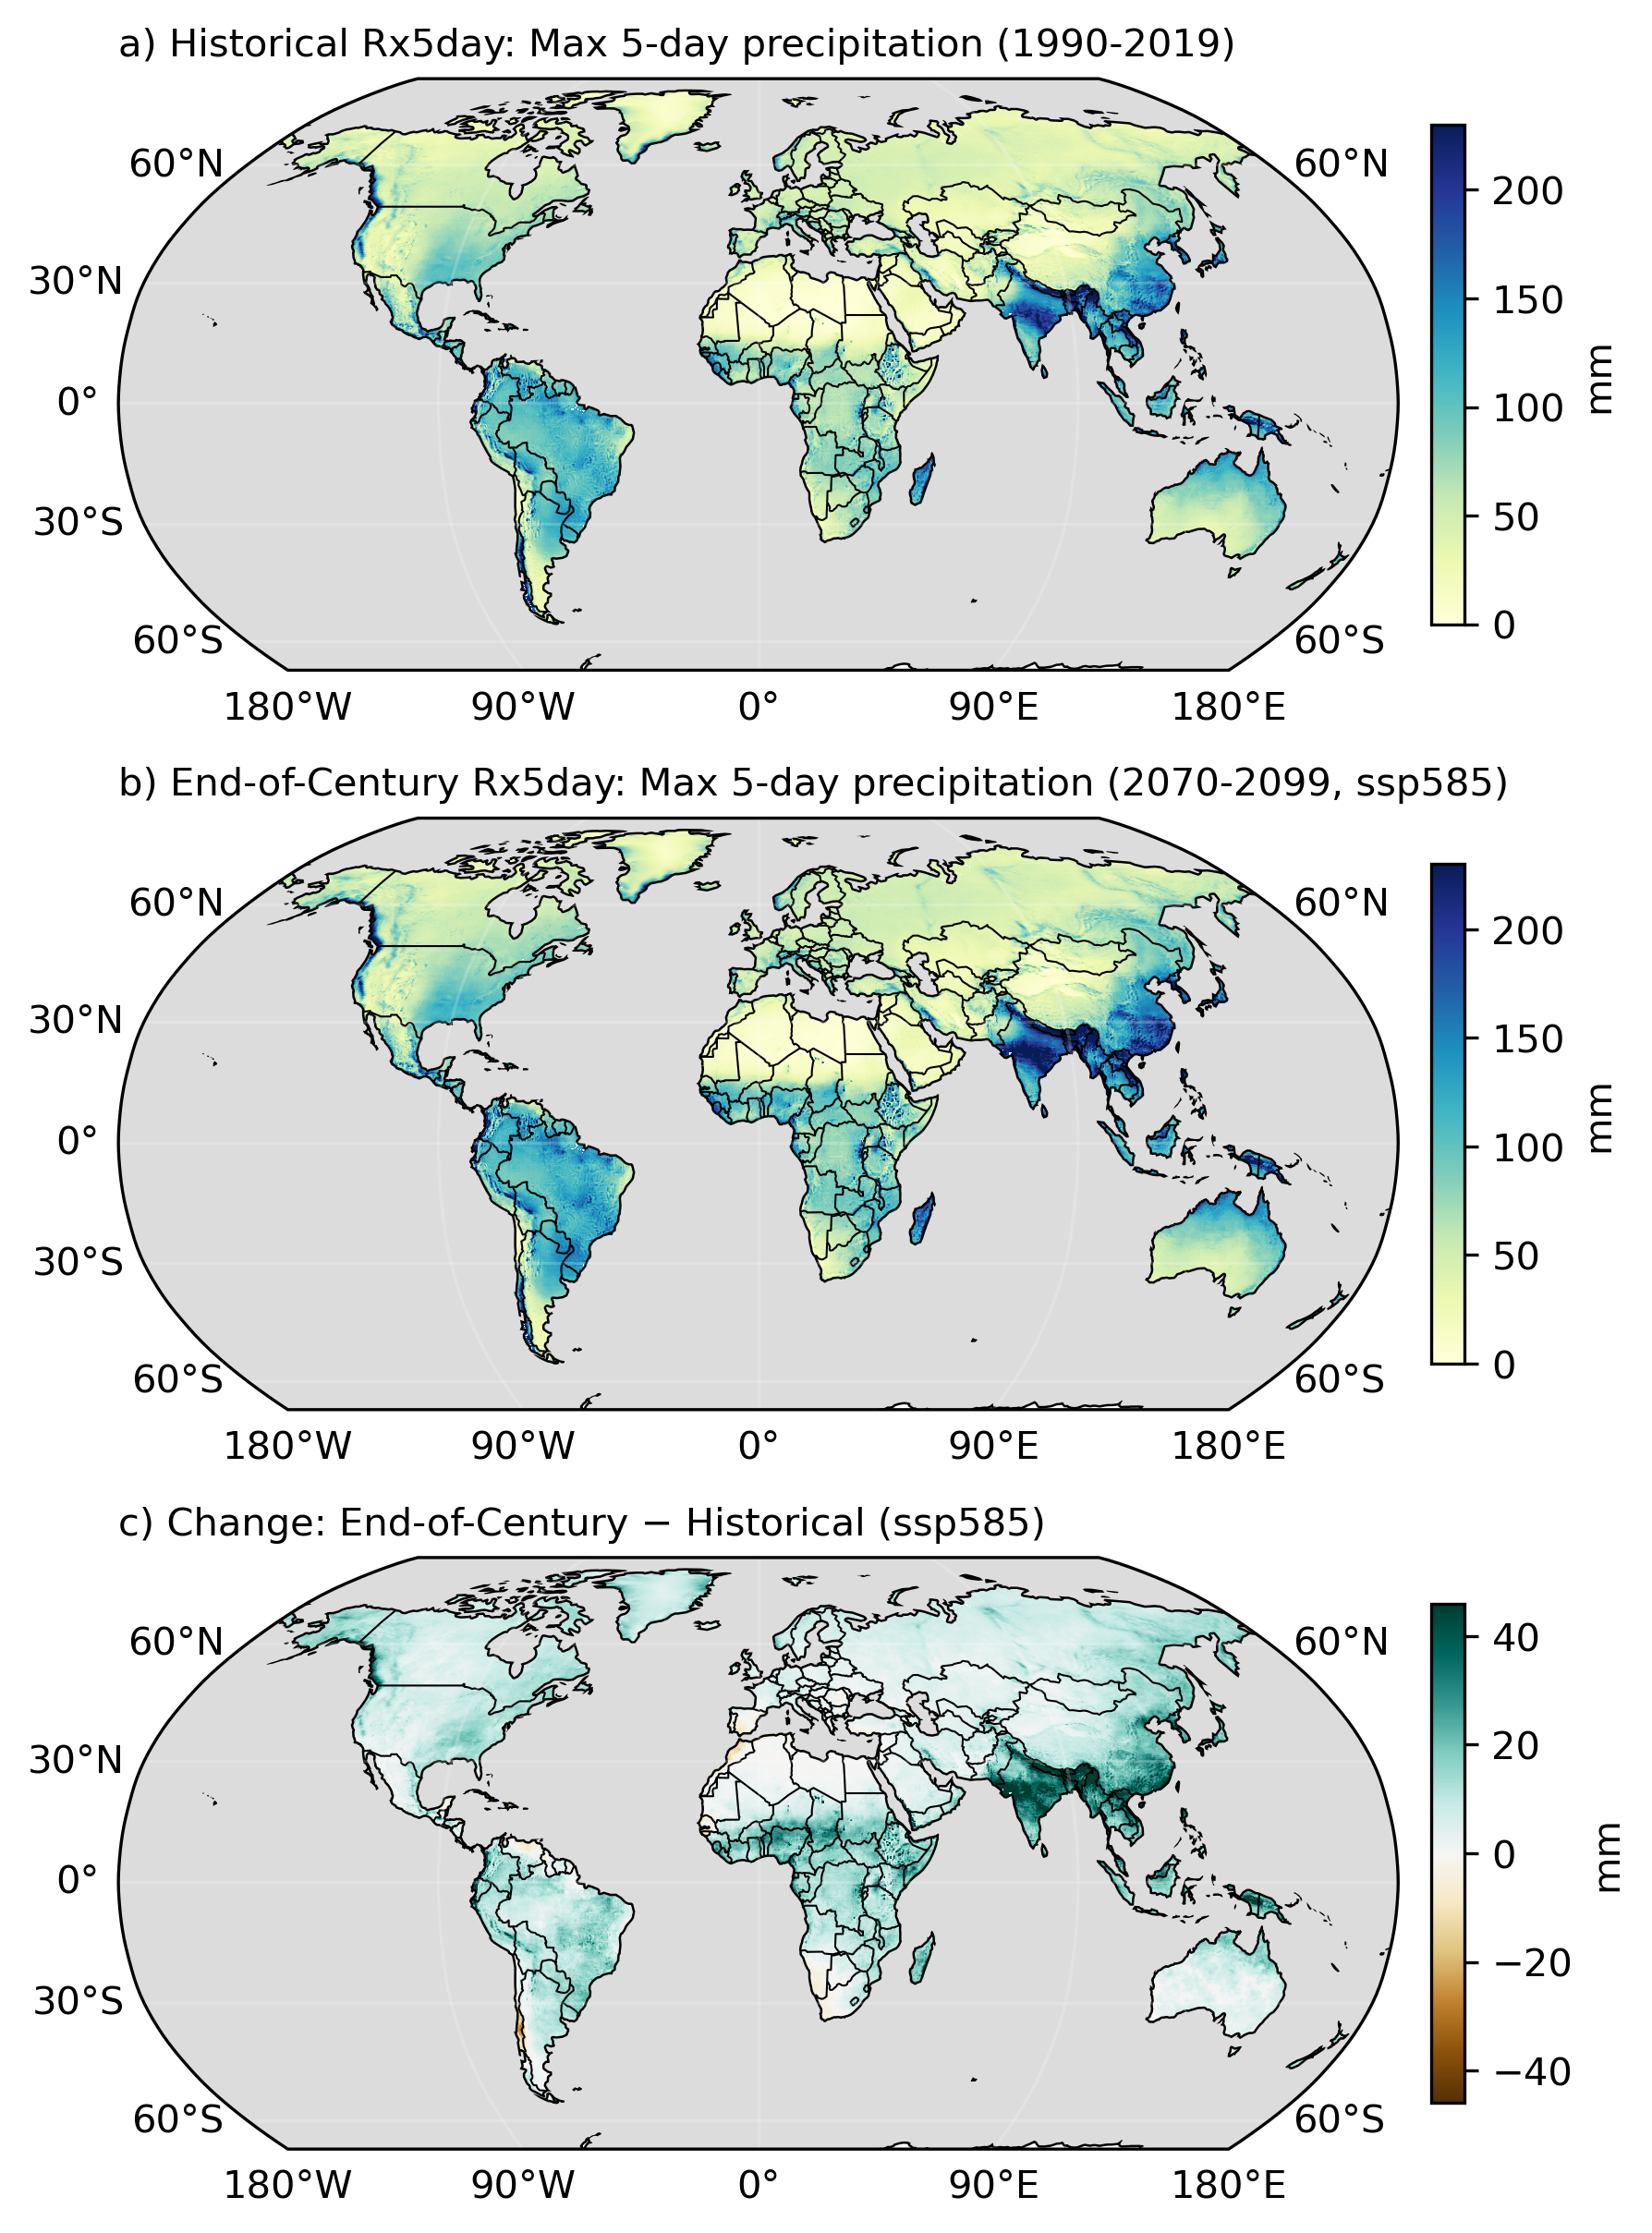 a) Historical Rx5day: Max 5-day precipitation (1990-2019)
60°N 60°N
30°N
0°
30°S
60°S 60°S
180°W 90°W 0° 90°E 180°E
200
150
100
50
0
mm
b) End-of-Century Rx5day: Max 5-day precipitation (2070-2099, ssp585)
60°N 60°N
30°N
0°
30°S
60°S 60°S
180°W 90°W 0° 90°E 180°E
200
150
100
50
0
mm
c) Change: End-of-Century − Historical (ssp585)
60°N 60°N
30°N
0°
30°S
60°S 60°S
180°W 90°W 0° 90°E 180°E
40
20
0
−20
−40
mm